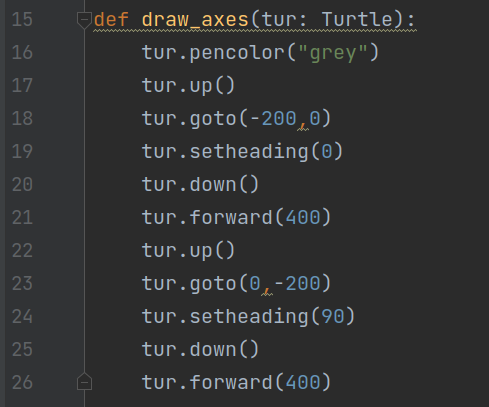 15 def draw_axes(tur: Turtle):
16     tur.pencolor("grey")
17     tur.up()
18     tur.goto(-200,0)
19     tur.setheading(0)
20     tur.down()
21     tur.forward(400)
22     tur.up()
23     tur.goto(0,-200)
24     tur.setheading(90)
25     tur.down()
26     tur.forward(400)